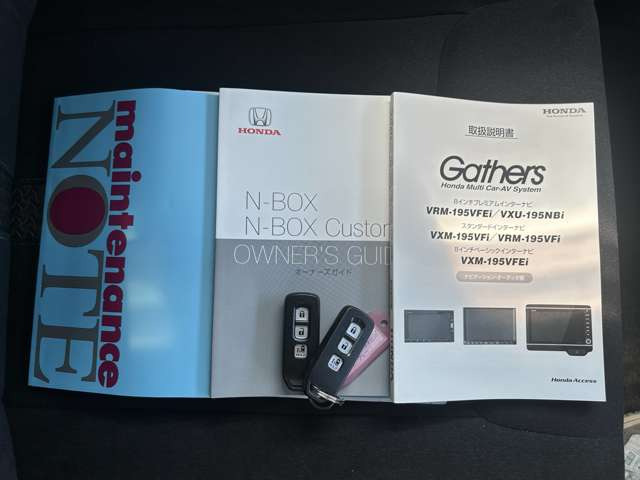 maintenance
NOTE
HONDA
N-BOX
N-BOX Custom
OWNER'S GUIDE
オーナーズガイド
HONDA
取扱説明書
Gathers
Honda Multi Car-AV System
8インチプレミアムインターナビ
VRM-195VFEi/VXU-195NBi
スタンダードインターナビ
VXM-195VFi/VRM-195VFi
8インチベーシックインターナビ
VXM-195VFEi
ナビゲーション・オーディオ編
Honda Access